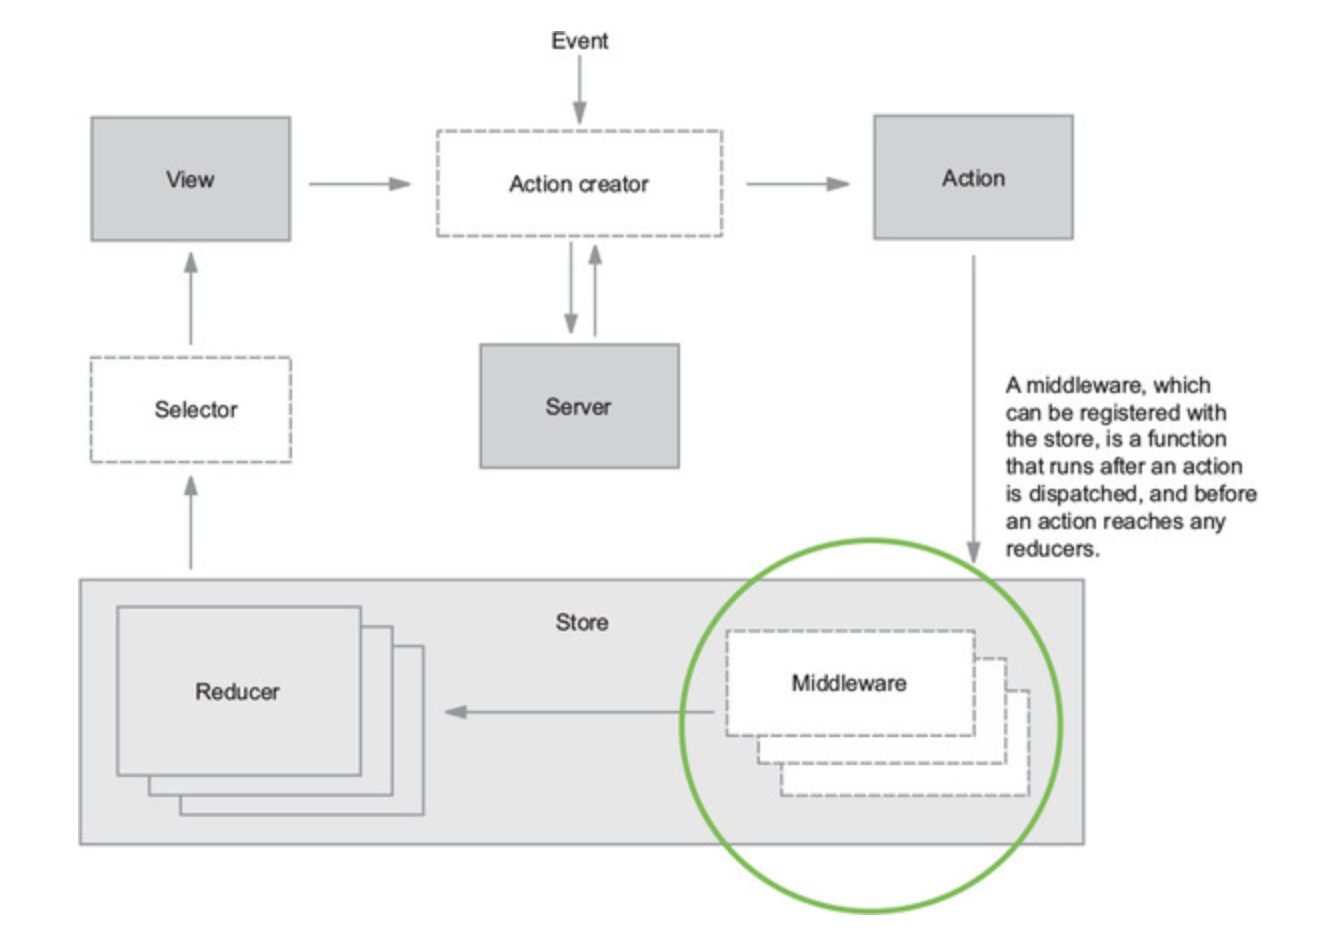 Event
View
Action creator
Action
Selector
Server
A middleware, which
can be registered with
the store, is a function
that runs after an action
is dispatched, and before
an action reaches any
reducers.
Store
Reducer
Middleware